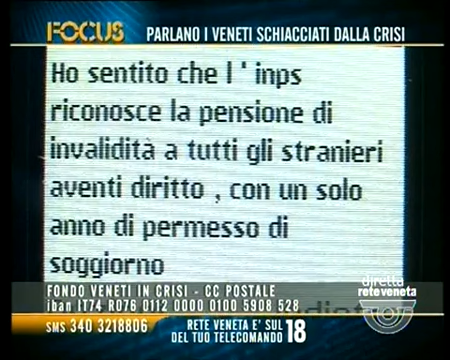 FOCUS PARLANO I VENETI SCHIACCIATI DALLA CRISI
Ho sentito che l ' inps
riconosce la pensione di
invalidità a tutti gli stranieri
aventi diritto , con un solo
anno di permesso di
soggiorno
diretta
reteveneta
FONDO VENETI IN CRISI - CC POSTALE
iban IT74 R076 0112 0000 0100 5908 528
SMS 340 3218806
RETE VENETA E' SUL 18
DEL TUO TELECOMANDO